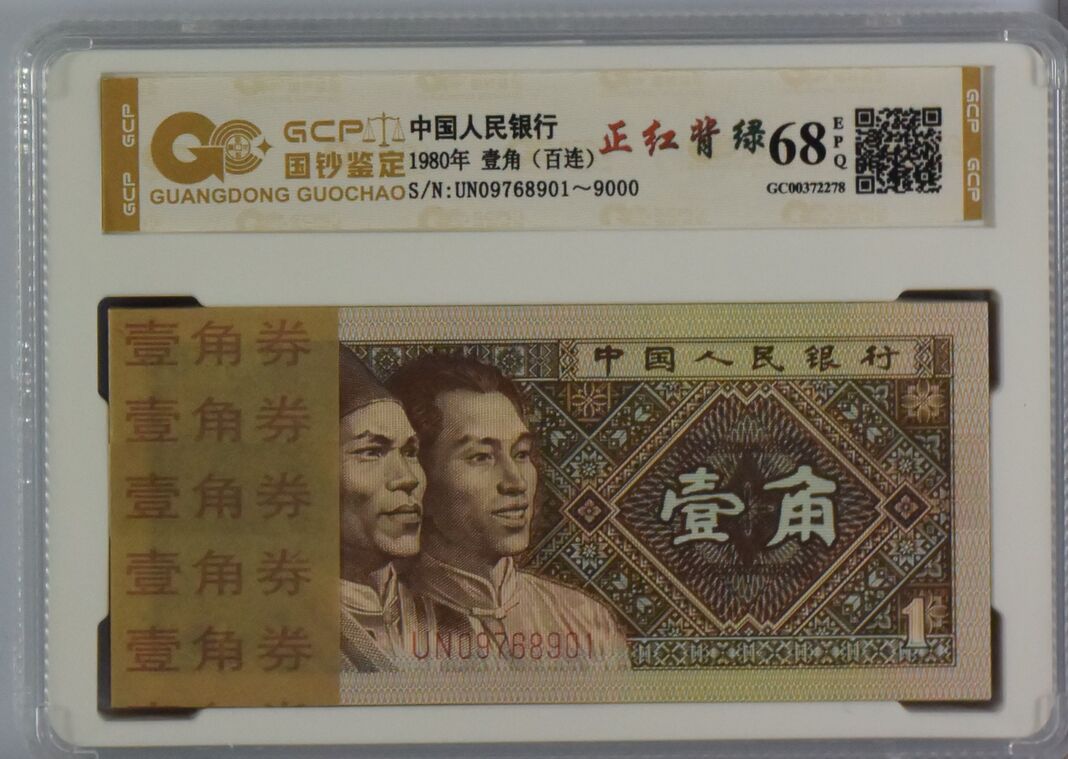 GCP
GCP
GCP
国钞鉴定
GUANGDONG GUOCHAO
中国人民银行
1980年 壹角（百连）
S/N:UN09768901～9000
正红背绿
68
EPQ
GC00372278
GCP
GCP
壹角券
壹角券
壹角券
壹角券
壹角券
中国人民银行
壹角
1
UN09768901